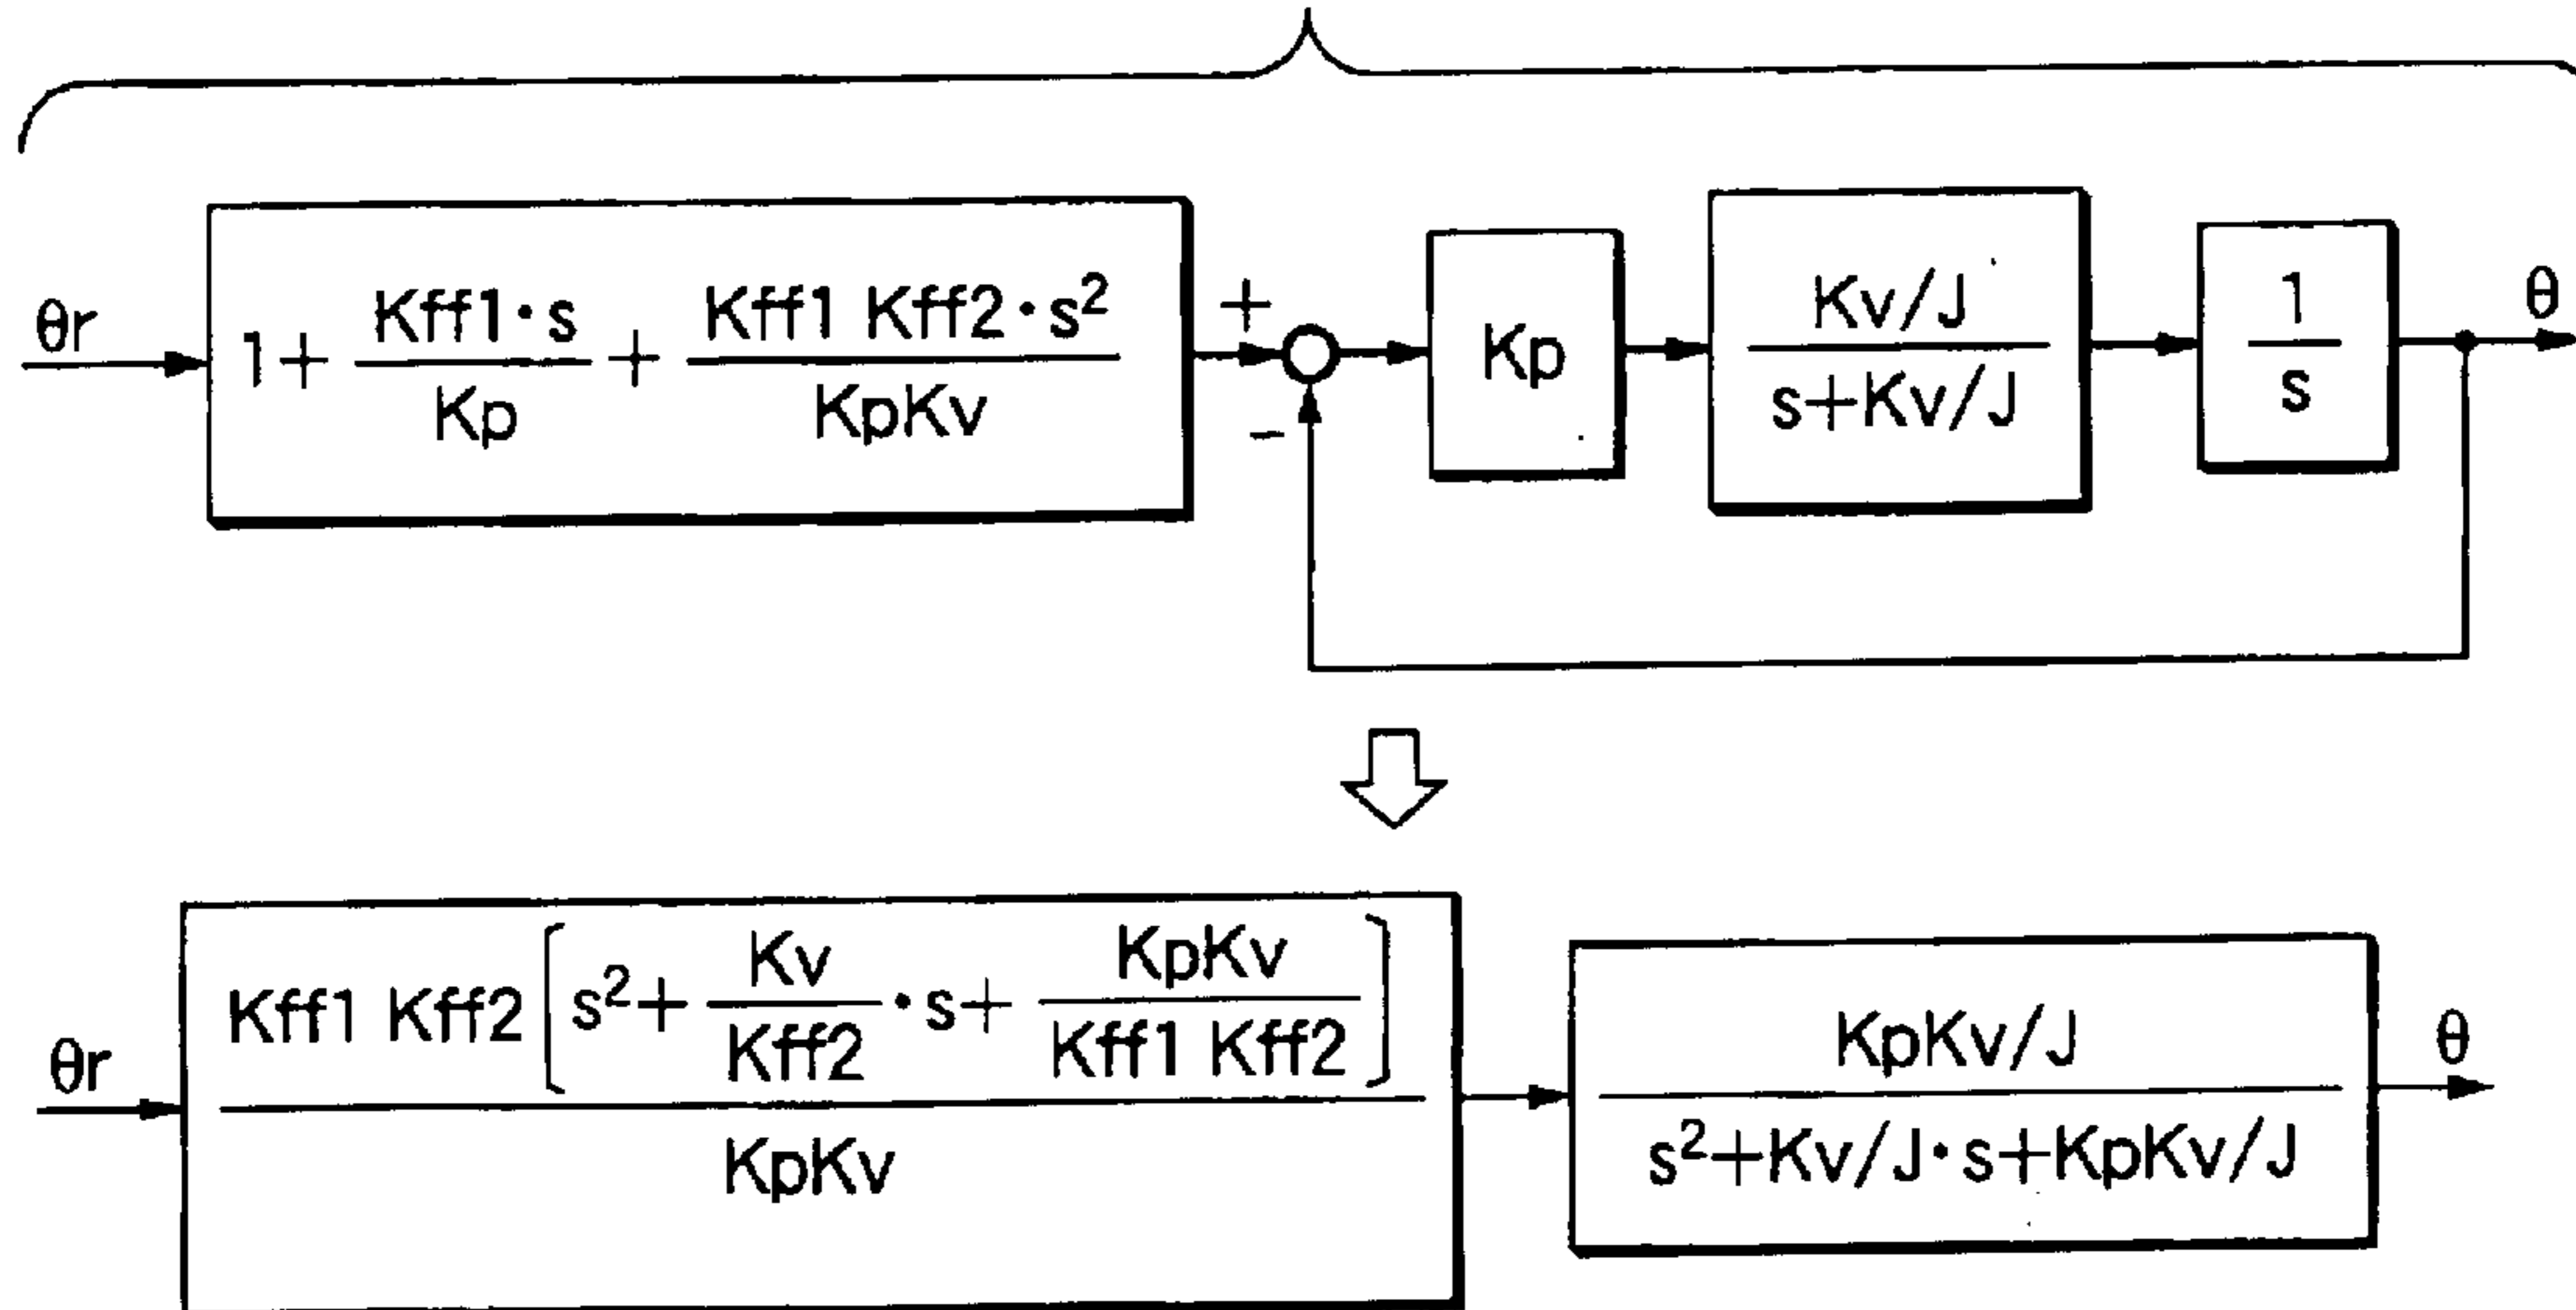 θr
1+ Kff1·s/Kp + Kff1 Kff2·s²/KpKv
+
-
Kp
Kv/J
s+Kv/J
1
s
θ
θr
Kff1 Kff2 [s²+ Kv/Kff2 ·s+ KpKv/Kff1 Kff2]
KpKv
KpKv/J
s²+Kv/J·s+KpKv/J
θ